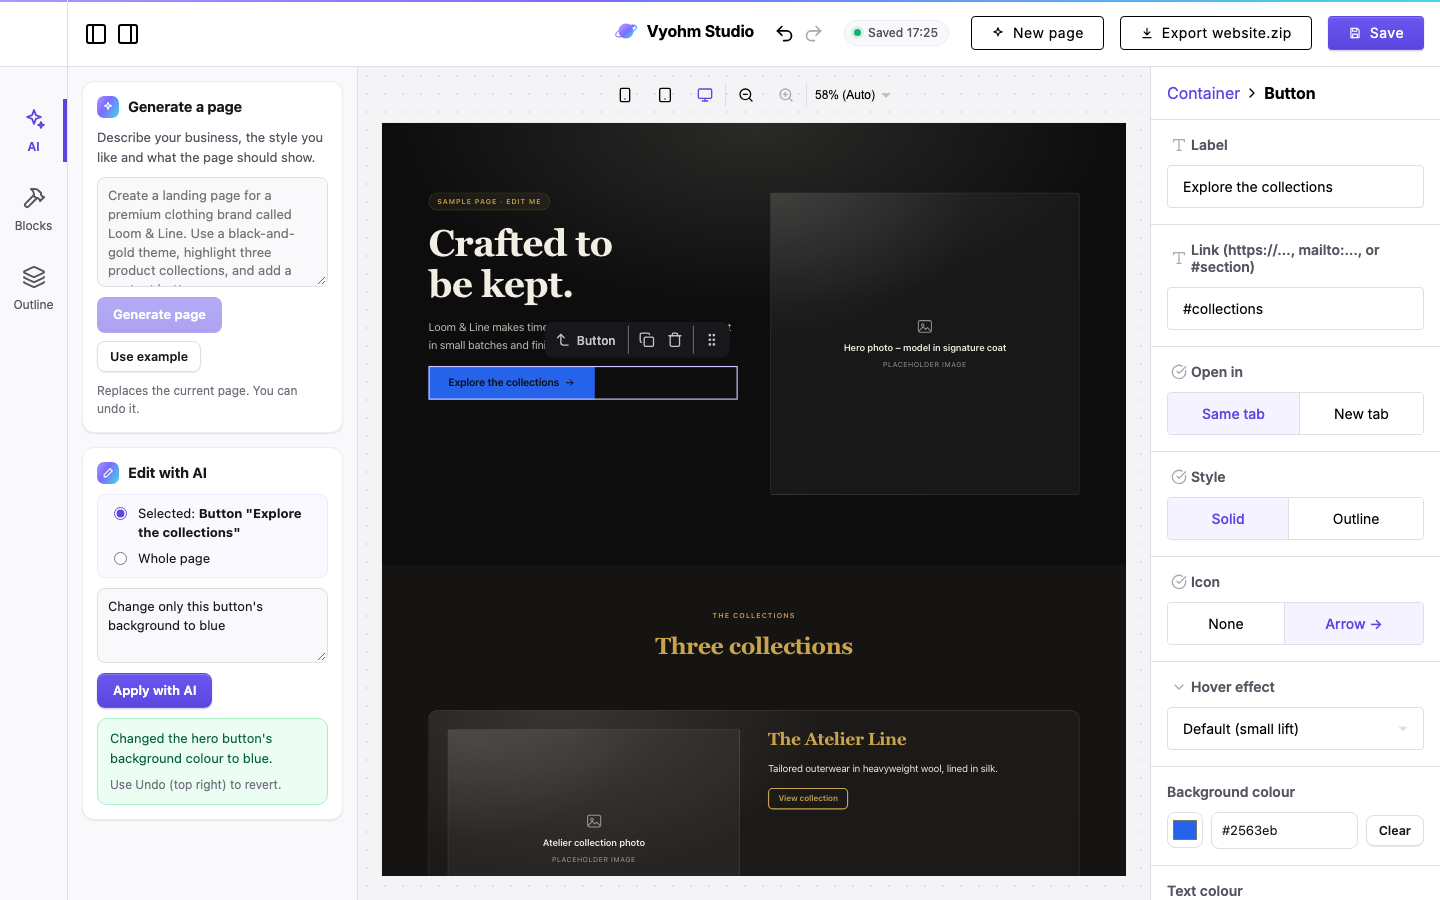 Vyohm Studio
Saved 17:25
New page
Export website.zip
Save
AI
Blocks
Outline
Generate a page
Describe your business, the style you
like and what the page should show.
Create a landing page for a
premium clothing brand called
Loom & Line. Use a black-and-
gold theme, highlight three
product collections, and add a
Generate page
Use example
Replaces the current page. You can
undo it.
Edit with AI
Selected: Button "Explore
the collections"
Whole page
Change only this button's
background to blue
Apply with AI
Changed the hero button's
background colour to blue.
Use Undo (top right) to revert.
58% (Auto)
SAMPLE PAGE · EDIT ME
Crafted to
be kept.
Loom & Line makes
in small batches and
Button
Explore the collections →
Hero photo – model in signature coat
PLACEHOLDER IMAGE
THE COLLECTIONS
Three collections
Atelier collection photo
PLACEHOLDER IMAGE
The Atelier Line
Tailored outerwear in heavyweight wool, lined in silk.
View collection
Container > Button
Label
Explore the collections
Link (https://..., mailto:..., or
#section)
#collections
Open in
Same tab
New tab
Style
Solid
Outline
Icon
None
Arrow →
Hover effect
Default (small lift)
Background colour
#2563eb
Clear
Text colour